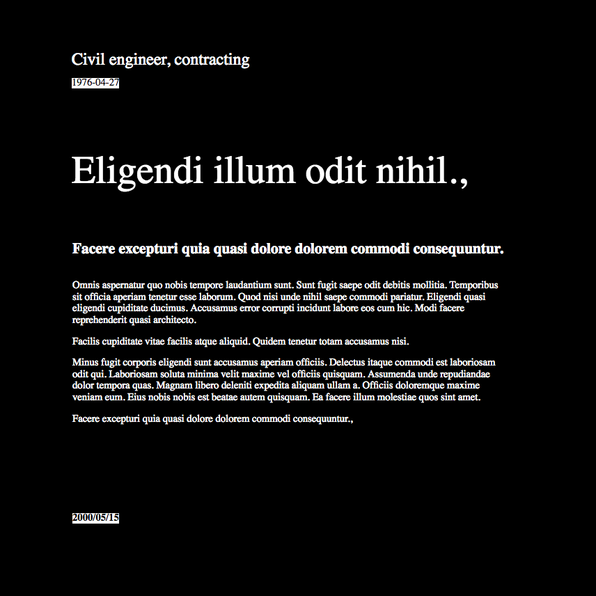 Civil engineer, contracting
1976-04-27
Eligendi illum odit nihil.,
Facere excepturi quia quasi dolore dolorem commodi consequuntur.
Omnis aspernatur quo nobis tempore laudantium sunt. Sunt fugit saepe odit debitis mollitia. Temporibus
sit officia aperiam tenetur esse laborum. Quod nisi unde nihil saepe commodi pariatur. Eligendi quasi
eligendi cupiditate ducimus. Accusamus error corrupti incidunt labore eos cum hic. Modi facere
reprehenderit quasi architecto.
Facilis cupiditate vitae facilis atque aliquid. Quidem tenetur totam accusamus nisi.
Minus fugit corporis eligendi sunt accusamus aperiam officiis. Delectus itaque commodi est laboriosam
odit qui. Laboriosam soluta minima velit maxime vel officiis quisquam. Assumenda unde repudiandae
dolor tempora quas. Magnam libero deleniti expedita aliquam ullam a. Officiis doloremque maxime
veniam eum. Eius nobis nobis est beatae autem quisquam. Ea facere illum molestiae quos sint amet.
Facere excepturi quia quasi dolore dolorem commodi consequuntur.,
2000/05/15